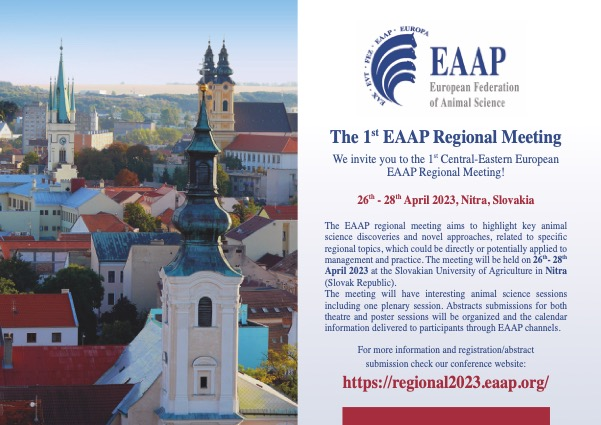 EAX · EVT · FEZ · EAAP · EUROPA
EAAP
European Federation
of Animal Science
The 1st EAAP Regional Meeting
We invite you to the 1st Central-Eastern European
EAAP Regional Meeting!
26th - 28th April 2023, Nitra, Slovakia
The EAAP regional meeting aims to highlight key animal
science discoveries and novel approaches, related to specific
regional topics, which could be directly or potentially applied to
management and practice. The meeting will be held on 26th- 28th
April 2023 at the Slovakian University of Agriculture in Nitra
(Slovak Republic).
The meeting will have interesting animal science sessions
including one plenary session. Abstracts submissions for both
theatre and poster sessions will be organized and the calendar
information delivered to participants through EAAP channels.
For more information and registration/abstract
submission check our conference website:
https://regional2023.eaap.org/